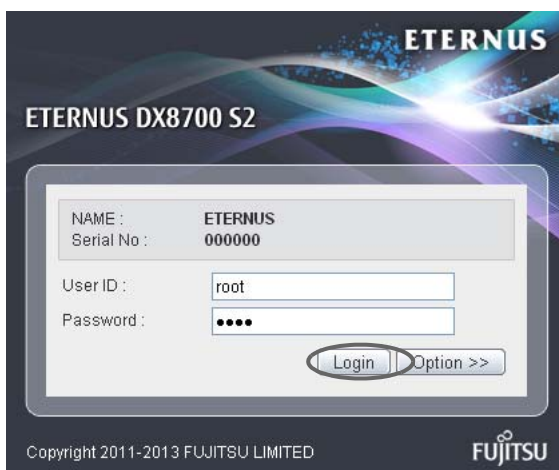 ETERNUS
ETERNUS DX8700 S2
NAME : ETERNUS
Serial No : 000000
User ID : root
Password : ••••
Login Option >>
Copyright 2011-2013 FUJITSU LIMITED
FUJITSU